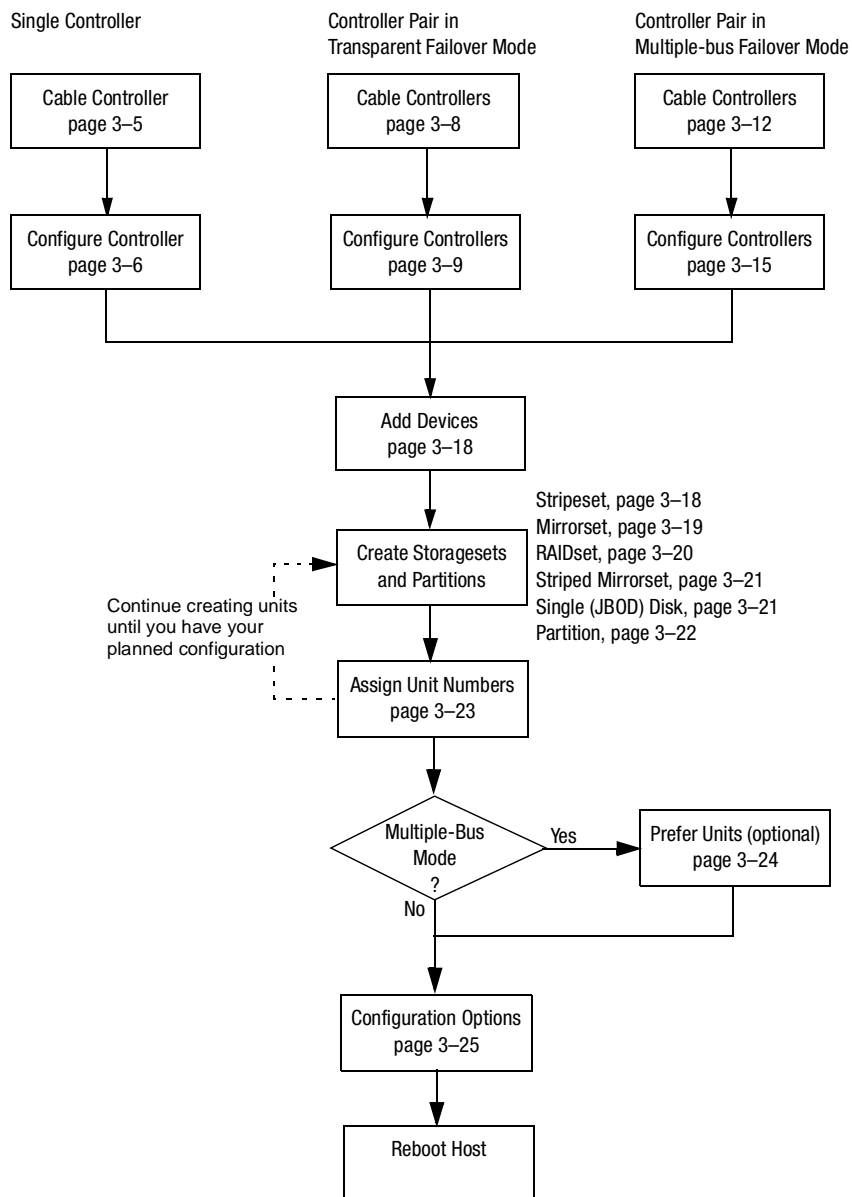 Single Controller
Controller Pair in
Transparent Failover Mode
Controller Pair in
Multiple-bus Failover Mode
Cable Controller
page 3–5
Cable Controllers
page 3–8
Cable Controllers
page 3–12
Configure Controller
page 3–6
Configure Controllers
page 3–9
Configure Controllers
page 3–15
Add Devices
page 3–18
Create Storagesets
and Partitions
Stripeset, page 3–18
Mirrorset, page 3–19
RAIDset, page 3–20
Striped Mirrorset, page 3–21
Single (JBOD) Disk, page 3–21
Partition, page 3–22
Continue creating units
until you have your
planned configuration
Assign Unit Numbers
page 3–23
Multiple-Bus
Mode
?
Yes
Prefer Units (optional)
page 3–24
No
Configuration Options
page 3–25
Reboot Host